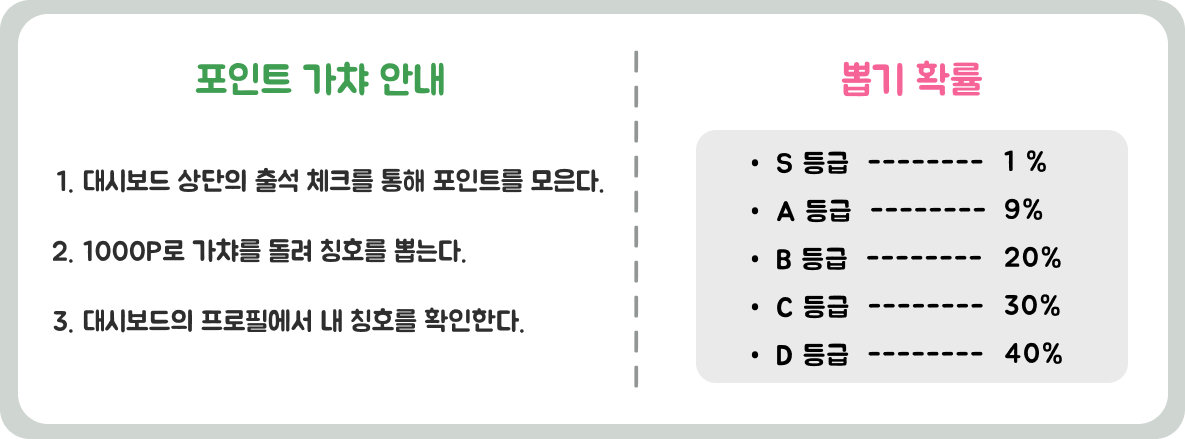 포인트 가챠 안내
1. 대시보드 상단의 출석 체크를 통해 포인트를 모은다.
2. 1000P로 가챠를 돌려 칭호를 뽑는다.
3. 대시보드의 프로필에서 내 칭호를 확인한다.
뽑기 확률
• S 등급 -------- 1 %
• A 등급 -------- 9%
• B 등급 -------- 20%
• C 등급 -------- 30%
• D 등급 -------- 40%